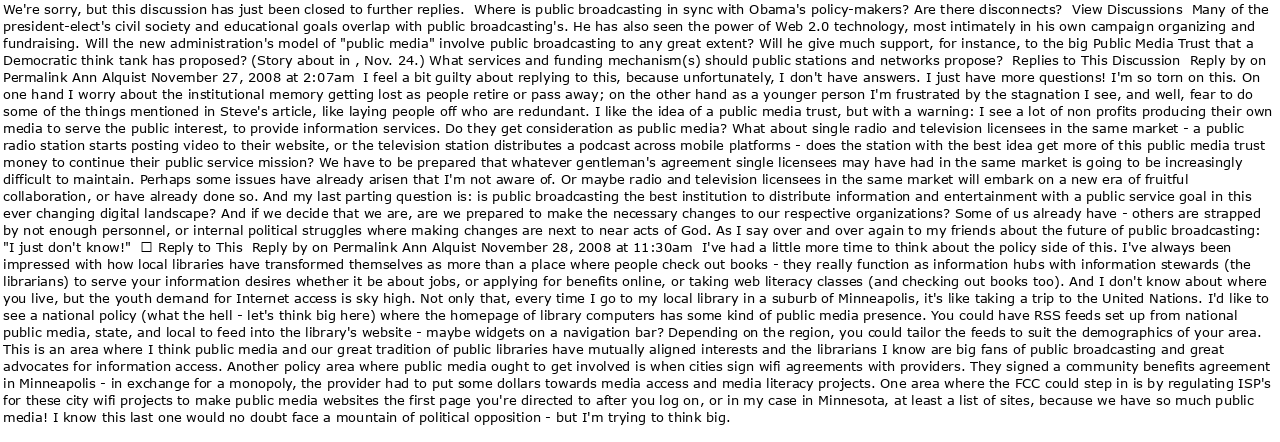 We're sorry, but this discussion has just been closed to further replies.  Where is public broadcasting in sync with Obama's policy-makers? Are there disconnects?  View Discussions  Many of the
president-elect's civil society and educational goals overlap with public broadcasting's. He has also seen the power of Web 2.0 technology, most intimately in his own campaign organizing and
fundraising. Will the new administration's model of "public media" involve public broadcasting to any great extent? Will he give much support, for instance, to the big Public Media Trust that a
Democratic think tank has proposed? (Story about in , Nov. 24.) What services and funding mechanism(s) should public stations and networks propose?  Replies to This Discussion  Reply by on
Permalink Ann Alquist November 27, 2008 at 2:07am  I feel a bit guilty about replying to this, because unfortunately, I don't have answers. I just have more questions! I'm so torn on this. On
one hand I worry about the institutional memory getting lost as people retire or pass away; on the other hand as a younger person I'm frustrated by the stagnation I see, and well, fear to do
some of the things mentioned in Steve's article, like laying people off who are redundant. I like the idea of a public media trust, but with a warning: I see a lot of non profits producing their own
media to serve the public interest, to provide information services. Do they get consideration as public media? What about single radio and television licensees in the same market - a public
radio station starts posting video to their website, or the television station distributes a podcast across mobile platforms - does the station with the best idea get more of this public media trust
money to continue their public service mission? We have to be prepared that whatever gentleman's agreement single licensees may have had in the same market is going to be increasingly
difficult to maintain. Perhaps some issues have already arisen that I'm not aware of. Or maybe radio and television licensees in the same market will embark on a new era of fruitful
collaboration, or have already done so. And my last parting question is: is public broadcasting the best institution to distribute information and entertainment with a public service goal in this
ever changing digital landscape? And if we decide that we are, are we prepared to make the necessary changes to our respective organizations? Some of us already have - others are strapped
by not enough personnel, or internal political struggles where making changes are next to near acts of God. As I say over and over again to my friends about the future of public broadcasting:
"I just don't know!"  □ Reply to This  Reply by on Permalink Ann Alquist November 28, 2008 at 11:30am  I've had a little more time to think about the policy side of this. I've always been
impressed with how local libraries have transformed themselves as more than a place where people check out books - they really function as information hubs with information stewards (the
librarians) to serve your information desires whether it be about jobs, or applying for benefits online, or taking web literacy classes (and checking out books too). And I don't know about where
you live, but the youth demand for Internet access is sky high. Not only that, every time I go to my local library in a suburb of Minneapolis, it's like taking a trip to the United Nations. I'd like to
see a national policy (what the hell - let's think big here) where the homepage of library computers has some kind of public media presence. You could have RSS feeds set up from national
public media, state, and local to feed into the library's website - maybe widgets on a navigation bar? Depending on the region, you could tailor the feeds to suit the demographics of your area.
This is an area where I think public media and our great tradition of public libraries have mutually aligned interests and the librarians I know are big fans of public broadcasting and great
advocates for information access. Another policy area where public media ought to get involved is when cities sign wifi agreements with providers. They signed a community benefits agreement
in Minneapolis - in exchange for a monopoly, the provider had to put some dollars towards media access and media literacy projects. One area where the FCC could step in is by regulating ISP's
for these city wifi projects to make public media websites the first page you're directed to after you log on, or in my case in Minnesota, at least a list of sites, because we have so much public
media! I know this last one would no doubt face a mountain of political opposition - but I'm trying to think big.